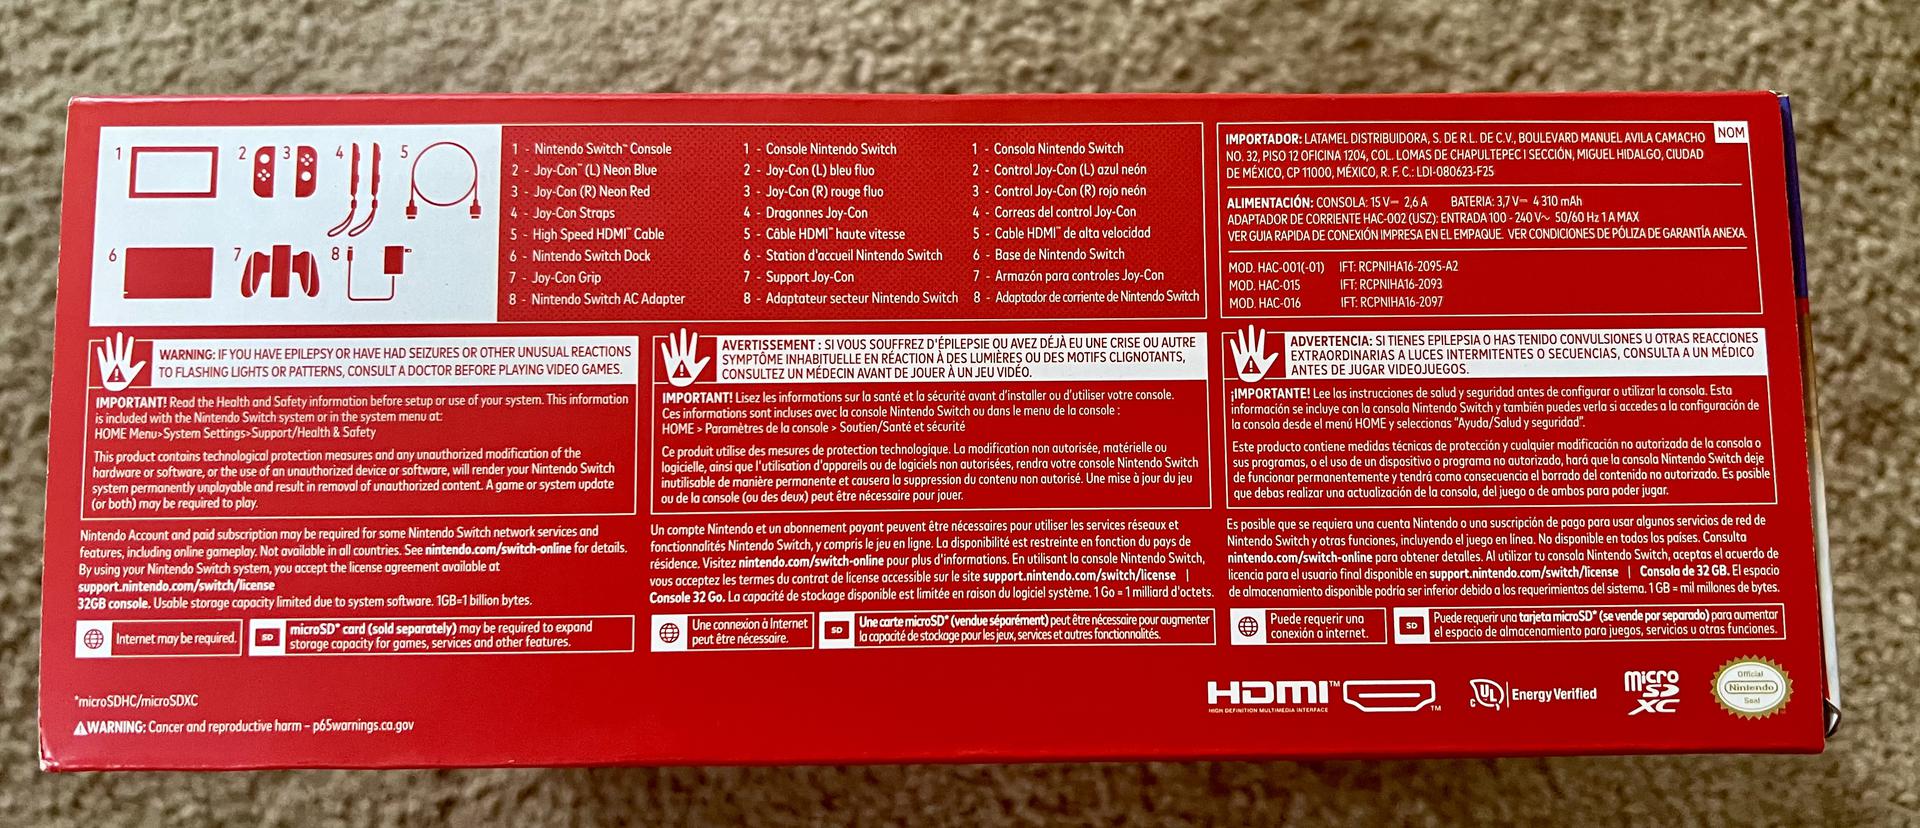 1
2
3
4
5
6
7
8
1 - Nintendo Switch™ Console
2 - Joy-Con™ (L) Neon Blue
3 - Joy-Con (R) Neon Red
4 - Joy-Con Straps
5 - High Speed HDMI™ Cable
6 - Nintendo Switch Dock
7 - Joy-Con Grip
8 - Nintendo Switch AC Adapter
1 - Console Nintendo Switch
2 - Joy-Con (L) bleu fluo
3 - Joy-Con (R) rouge fluo
4 - Dragonnes Joy-Con
5 - Câble HDMI™ haute vitesse
6 - Station d'accueil Nintendo Switch
7 - Support Joy-Con
8 - Adaptateur secteur Nintendo Switch
1 - Consola Nintendo Switch
2 - Control Joy-Con (L) azul neón
3 - Control Joy-Con (R) rojo neón
4 - Correas del control Joy-Con
5 - Cable HDMI™ de alta velocidad
6 - Base de Nintendo Switch
7 - Armazón para controles Joy-Con
8 - Adaptador de corriente de Nintendo Switch
IMPORTADOR: LATAMEL DISTRIBUIDORA, S. DE R.L. DE C.V., BOULEVARD MANUEL AVILA CAMACHO
NOM
NO. 32, PISO 12 OFICINA 1204, COL. LOMAS DE CHAPULTEPEC I SECCIÓN, MIGUEL HIDALGO, CIUDAD
DE MÉXICO, CP 11000, MÉXICO, R. F. C.: LDI-080623-F25
ALIMENTACIÓN: CONSOLA: 15 V⎓ 2,6 A BATERIA: 3,7 V⎓ 4 310 mAh
ADAPTADOR DE CORRIENTE HAC-002 (USZ): ENTRADA 100 - 240 V~ 50/60 Hz 1 A MAX
VER GUIA RAPIDA DE CONEXIÓN IMPRESA EN EL EMPAQUE. VER CONDICIONES DE PÓLIZA DE GARANTÍA ANEXA.
MOD. HAC-001(-01) IFT: RCPNIHA16-2095-A2
MOD. HAC-015 IFT: RCPNIHA16-2093
MOD. HAC-016 IFT: RCPNIHA16-2097
WARNING: IF YOU HAVE EPILEPSY OR HAVE HAD SEIZURES OR OTHER UNUSUAL REACTIONS
TO FLASHING LIGHTS OR PATTERNS, CONSULT A DOCTOR BEFORE PLAYING VIDEO GAMES.
IMPORTANT! Read the Health and Safety information before setup or use of your system. This information
is included with the Nintendo Switch system or in the system menu at:
HOME Menu>System Settings>Support/Health & Safety
This product contains technological protection measures and any unauthorized modification of the
hardware or software, or the use of an unauthorized device or software, will render your Nintendo Switch
system permanently unplayable and result in removal of unauthorized content. A game or system update
(or both) may be required to play.
Nintendo Account and paid subscription may be required for some Nintendo Switch network services and
features, including online gameplay. Not available in all countries. See nintendo.com/switch-online for details.
By using your Nintendo Switch system, you accept the license agreement available at
support.nintendo.com/switch/license
32GB console. Usable storage capacity limited due to system software. 1GB=1 billion bytes.
Internet may be required.
SD
microSD* card (sold separately) may be required to expand
storage capacity for games, services and other features.
AVERTISSEMENT : SI VOUS SOUFFREZ D'ÉPILEPSIE OU AVEZ DÉJÀ EU UNE CRISE OU AUTRE
SYMPTÔME INHABITUELLE EN RÉACTION À DES LUMIÈRES OU DES MOTIFS CLIGNOTANTS,
CONSULTEZ UN MÉDECIN AVANT DE JOUER À UN JEU VIDÉO.
IMPORTANT! Lisez les informations sur la santé et la sécurité avant d'installer ou d'utiliser votre console.
Ces informations sont incluses avec la console Nintendo Switch ou dans le menu de la console :
HOME > Paramètres de la console > Soutien/Santé et sécurité
Ce produit utilise des mesures de protection technologique. La modification non autorisée, matérielle ou
logicielle, ainsi que l'utilisation d'appareils ou de logiciels non autorisées, rendra votre console Nintendo Switch
inutilisable de manière permanente et causera la suppression du contenu non autorisé. Une mise à jour du jeu
ou de la console (ou des deux) peut être nécessaire pour jouer.
Un compte Nintendo et un abonnement payant peuvent être nécessaires pour utiliser les services réseaux et
fonctionnalités Nintendo Switch, y compris le jeu en ligne. La disponibilité est restreinte en fonction du pays de
résidence. Visitez nintendo.com/switch-online pour plus d'informations. En utilisant la console Nintendo Switch,
vous acceptez les termes du contrat de license accessible sur le site support.nintendo.com/switch/license |
Console 32 Go. La capacité de stockage disponible est limitée en raison du logiciel système. 1 Go = 1 milliard d'octets.
Une connexion à Internet
peut être nécessaire.
SD
Une carte microSD* (vendue séparément) peut être nécessaire pour augmenter
la capacité de stockage pour les jeux, services et autres fonctionnalités.
ADVERTENCIA: SI TIENES EPILEPSIA O HAS TENIDO CONVULSIONES U OTRAS REACCIONES
EXTRAORDINARIAS A LUCES INTERMITENTES O SECUENCIAS, CONSULTA A UN MÉDICO
ANTES DE JUGAR VIDEOJUEGOS.
¡IMPORTANTE! Lee las instrucciones de salud y seguridad antes de configurar o utilizar la consola. Esta
información se incluye con la consola Nintendo Switch y también puedes verla si accedes a la configuración de
la consola desde el menú HOME y seleccionas "Ayuda/Salud y seguridad".
Este producto contiene medidas técnicas de protección y cualquier modificación no autorizada de la consola o
sus programas, o el uso de un dispositivo o programa no autorizado, hará que la consola Nintendo Switch deje
de funcionar permanentemente y tendrá como consecuencia el borrado del contenido no autorizado. Es posible
que debas realizar una actualización de la consola, del juego o de ambos para poder jugar.
Es posible que se requiera una cuenta Nintendo o una suscripción de pago para usar algunos servicios de red de
Nintendo Switch y otras funciones, incluyendo el juego en línea. No disponible en todos los países. Consulta
nintendo.com/switch-online para obtener detalles. Al utilizar tu consola Nintendo Switch, aceptas el acuerdo de
licencia para el usuario final disponible en support.nintendo.com/switch/license | Consola de 32 GB. El espacio
de almacenamiento disponible podría ser inferior debido a los requerimientos del sistema. 1 GB = mil millones de bytes.
Puede requerir una
conexión a internet.
SD
Puede requerir una tarjeta microSD* (se vende por separado) para aumentar
el espacio de almacenamiento para juegos, servicios u otras funciones.
*microSDHC/microSDXC
⚠WARNING: Cancer and reproductive harm – p65warnings.ca.gov
HDMI™
HIGH DEFINITION MULTIMEDIA INTERFACE
TM
C UL
Energy Verified
Micro
SD
XC
Official
Nintendo
Seal